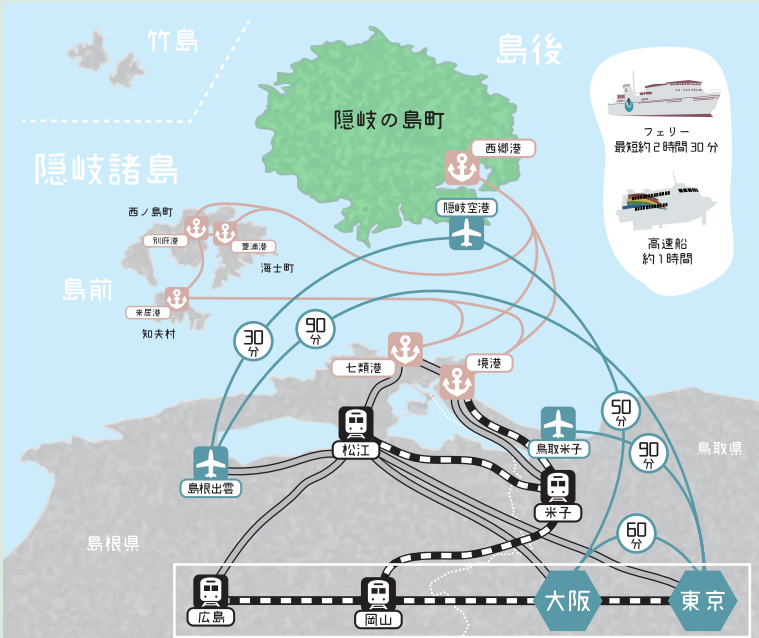 竹島
島後
隠岐の島町
西郷港
フェリー
最短約2時間30分
隠岐諸島
隠岐空港
高速船
約1時間
西ノ島町
別府港
菱浦港
海士町
島前
来居港
知夫村
30
分
90
分
七類港
境港
松江
50
分
鳥取米子
90
分
鳥取県
島根出雲
米子
島根県
60
分
広島
岡山
大阪
東京